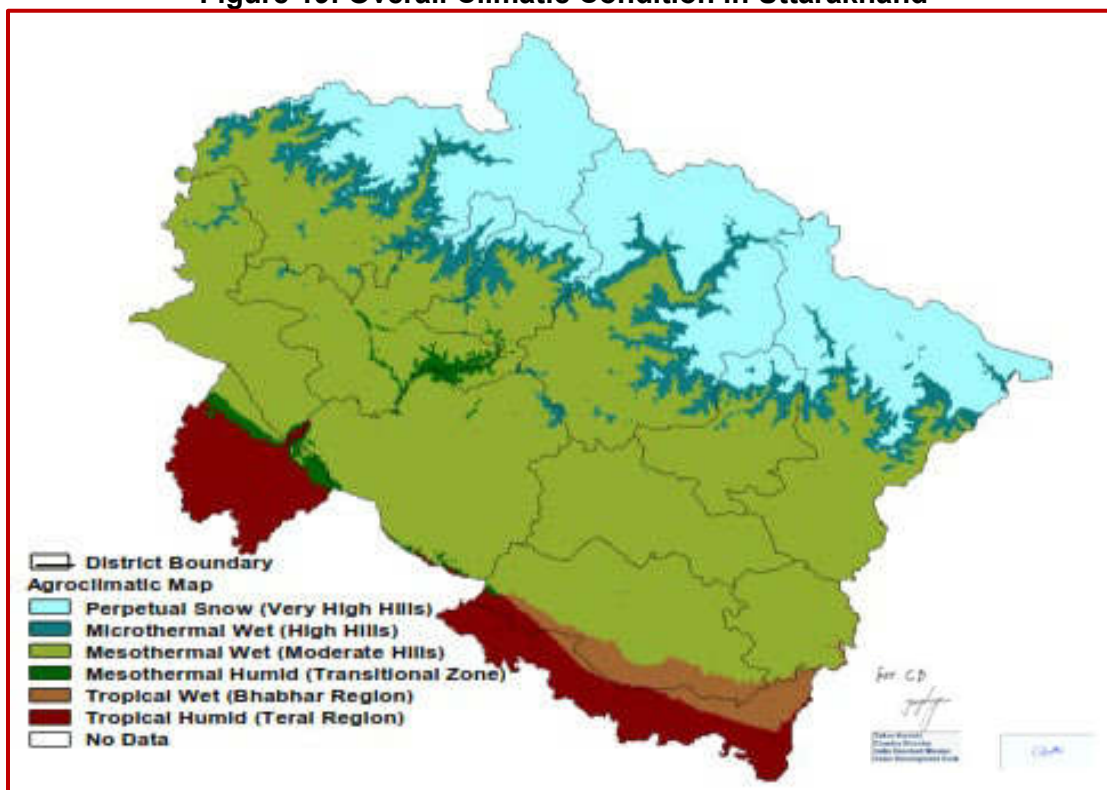 Figure 10: Overall Climatic Condition in Uttarakhand
District Boundary
Agroclimatic Map
Perpetual Snow (Very High Hills)
Microthermal Wet (High Hills)
Mesothermal Wet (Moderate Hills)
Mesothermal Humid (Transitional Zone)
Tropical Wet (Bhabhar Region)
Tropical Humid (Terai Region)
No Data
for CD